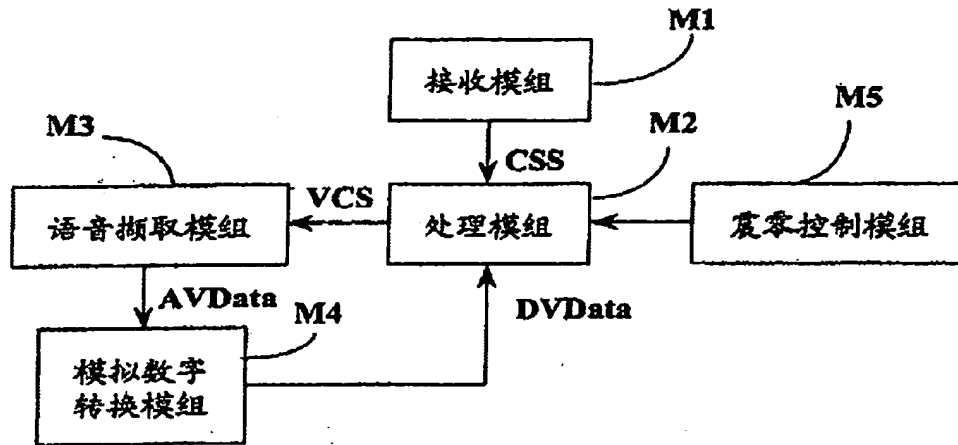 M1
接收模组
M5
M3
M2
CSS
VCS
语音撷取模组
处理模组
震零控制模组
AVData
DVData
M4
模拟数字
转换模组